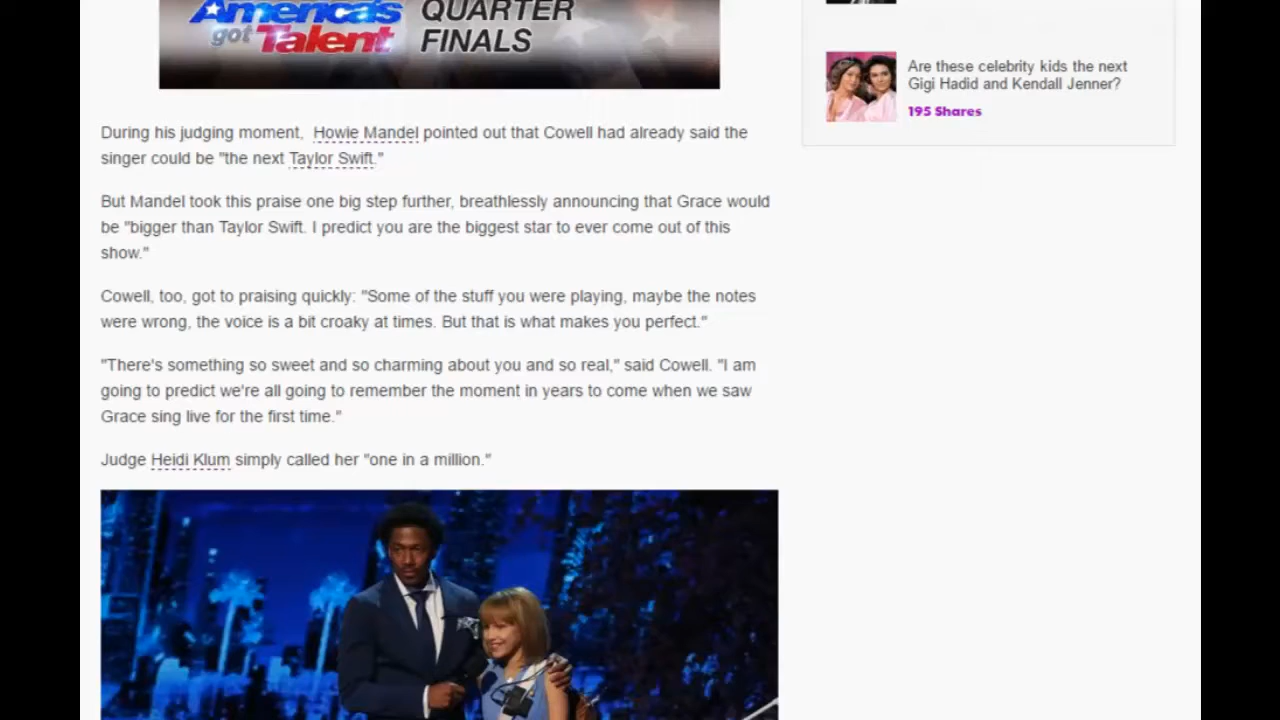 America's
got Talent
QUARTER
FINALS
During his judging moment, Howie Mandel pointed out that Cowell had already said the
singer could be "the next Taylor Swift."
But Mandel took this praise one big step further, breathlessly announcing that Grace would
be "bigger than Taylor Swift. I predict you are the biggest star to ever come out of this
show."
Cowell, too, got to praising quickly: "Some of the stuff you were playing, maybe the notes
were wrong, the voice is a bit croaky at times. But that is what makes you perfect."
"There's something so sweet and so charming about you and so real," said Cowell. "I am
going to predict we're all going to remember the moment in years to come when we saw
Grace sing live for the first time."
Judge Heidi Klum simply called her "one in a million."
Are these celebrity kids the next
Gigi Hadid and Kendall Jenner?
195 Shares